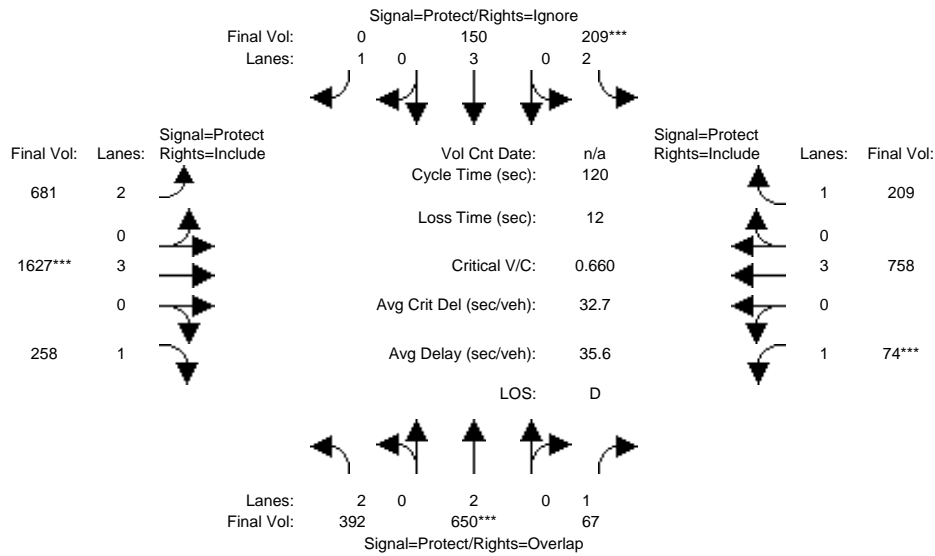 Signal=Protect/Rights=Ignore
Final Vol: 0 150 209***
Lanes: 1 0 3 0 2
Signal=Protect
Final Vol: Lanes: Rights=Include
Vol Cnt Date: n/a
Signal=Protect
Rights=Include Lanes: Final Vol:
Cycle Time (sec): 120
681 2
1 209
Loss Time (sec): 12
0
0
1627*** 3
Critical V/C: 0.660
3 758
0
Avg Crit Del (sec/veh): 32.7
0
258 1
Avg Delay (sec/veh): 35.6
1 74***
LOS: D
Lanes: 2 0 2 0 1
Final Vol: 392 650*** 67
Signal=Protect/Rights=Overlap